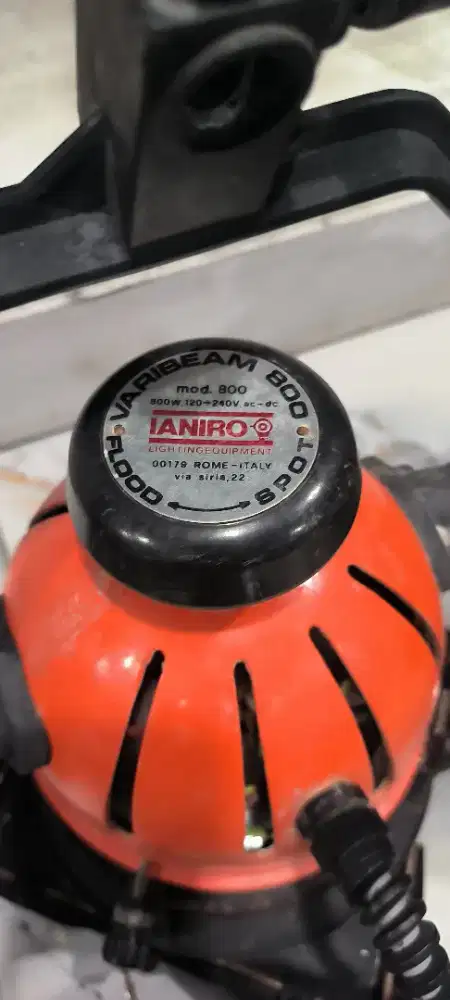 VARIBEAM 800
mod. 800
800W 120÷240V ac-dc
IANIRO
LIGHTINGEQUIPMENT
00179 ROME-ITALY
via siria,22
FLOOD SPOT